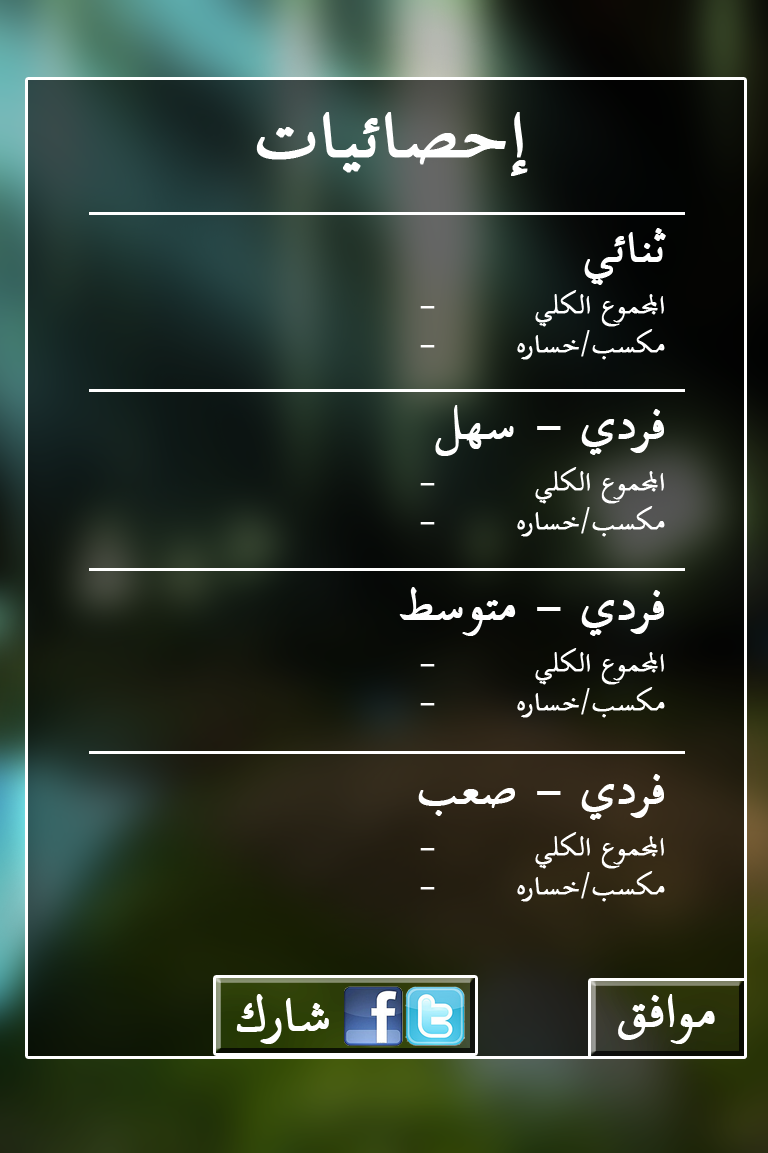 إحصائيات
ثنائي
المجموع الكلي –
مكسب/خساره –
فردي – سهل
المجموع الكلي –
مكسب/خساره –
فردي – متوسط
المجموع الكلي –
مكسب/خساره –
فردي – صعب
المجموع الكلي –
مكسب/خساره –
موافق
شارك